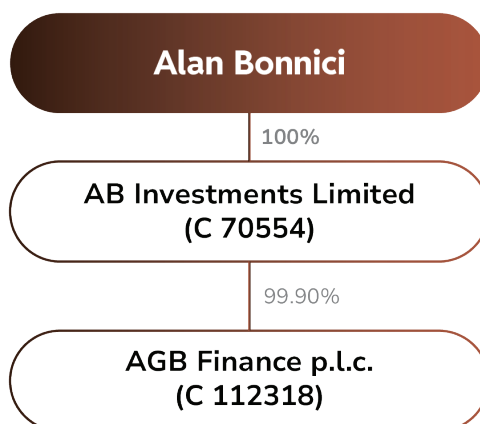 Alan Bonnici
100%
AB Investments Limited
(C 70554)
99.90%
AGB Finance p.l.c.
(C 112318)